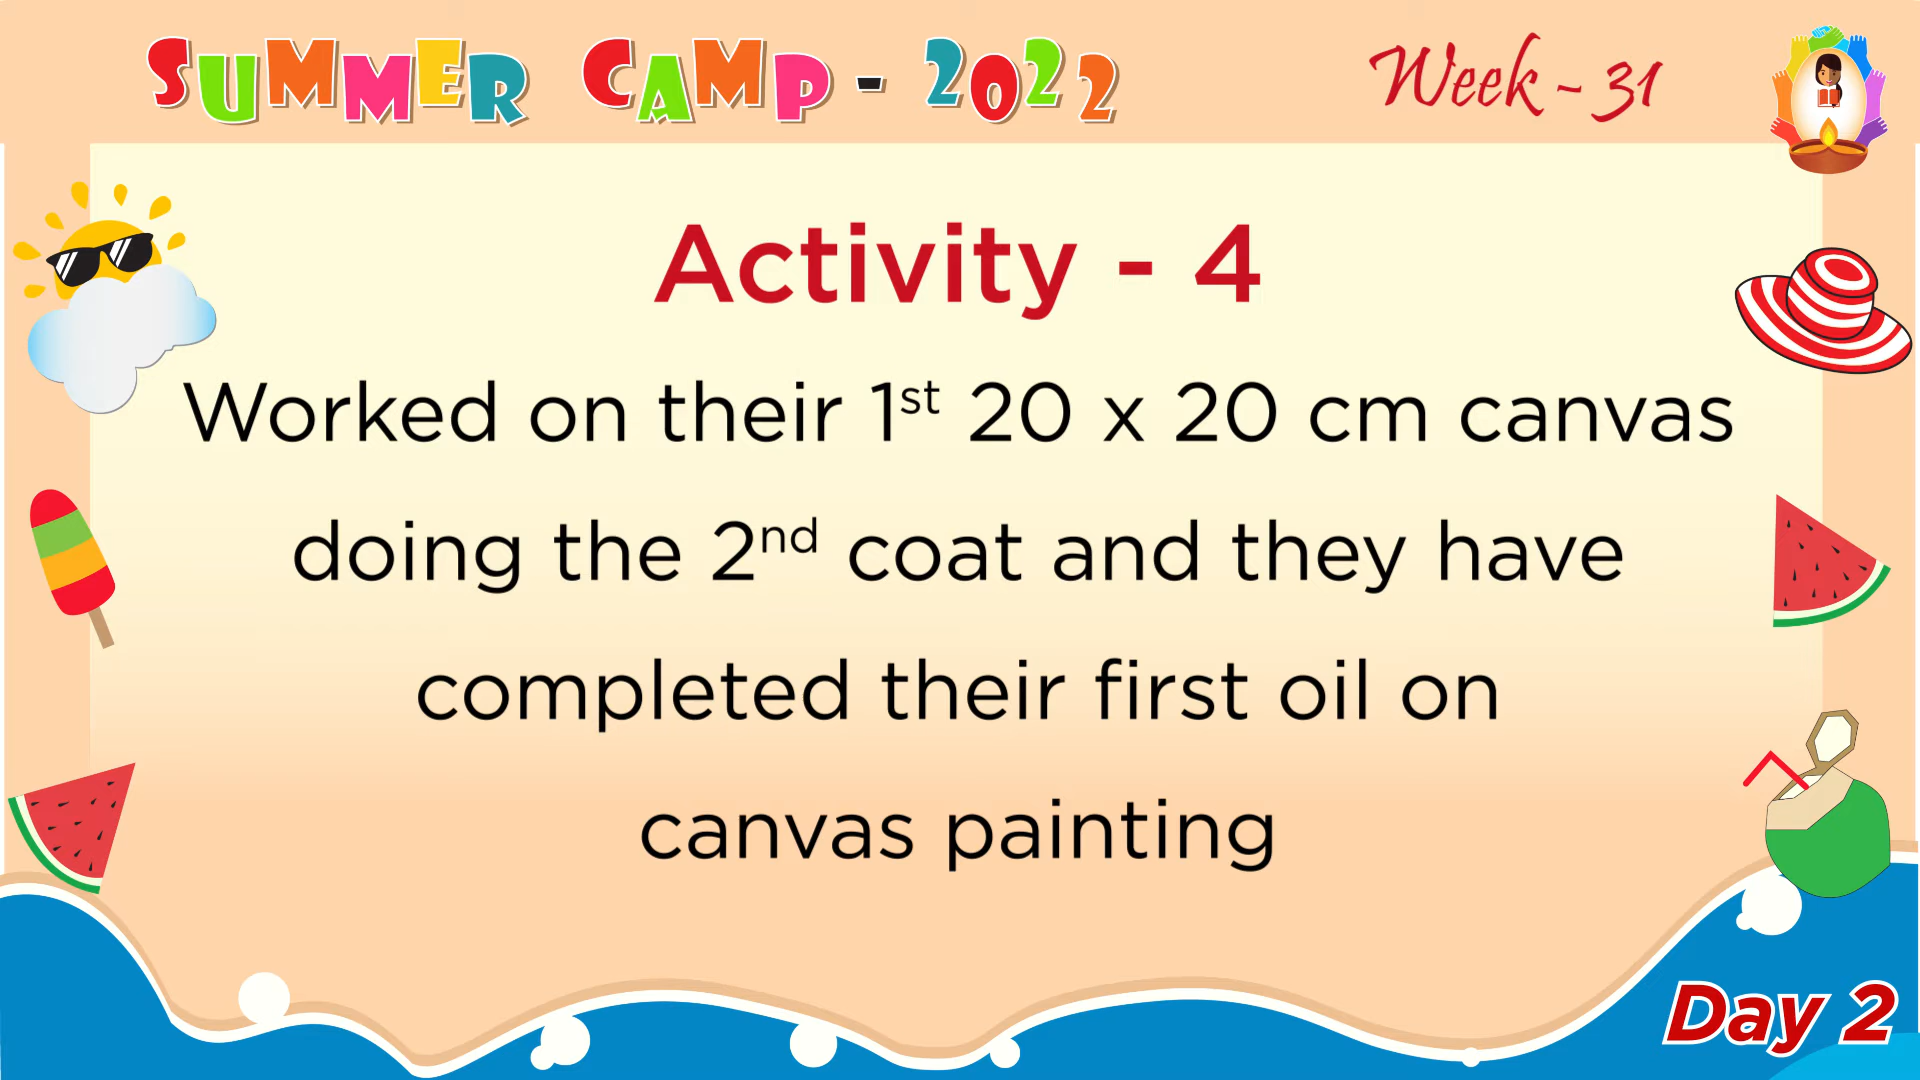 SUMMER CAMP - 2022
Week - 31
Activity - 4
Worked on their 1st 20 x 20 cm canvas
doing the 2nd coat and they have
completed their first oil on
canvas painting
Day 2